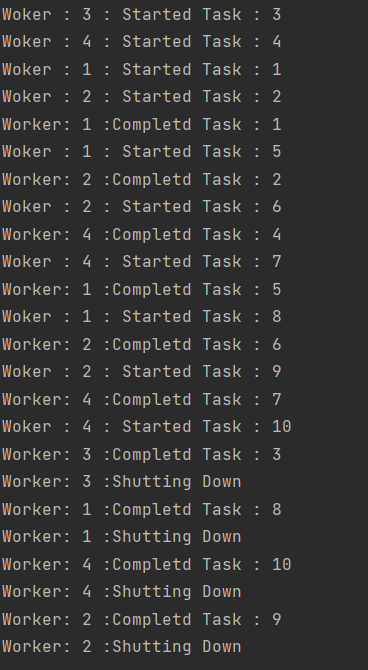 Woker : 3 : Started Task : 3
Woker : 4 : Started Task : 4
Woker : 1 : Started Task : 1
Woker : 2 : Started Task : 2
Worker: 1 :Completd Task : 1
Woker : 1 : Started Task : 5
Worker: 2 :Completd Task : 2
Woker : 2 : Started Task : 6
Worker: 4 :Completd Task : 4
Woker : 4 : Started Task : 7
Worker: 1 :Completd Task : 5
Woker : 1 : Started Task : 8
Worker: 2 :Completd Task : 6
Woker : 2 : Started Task : 9
Worker: 4 :Completd Task : 7
Woker : 4 : Started Task : 10
Worker: 3 :Completd Task : 3
Worker: 3 :Shutting Down
Worker: 1 :Completd Task : 8
Worker: 1 :Shutting Down
Worker: 4 :Completd Task : 10
Worker: 4 :Shutting Down
Worker: 2 :Completd Task : 9
Worker: 2 :Shutting Down